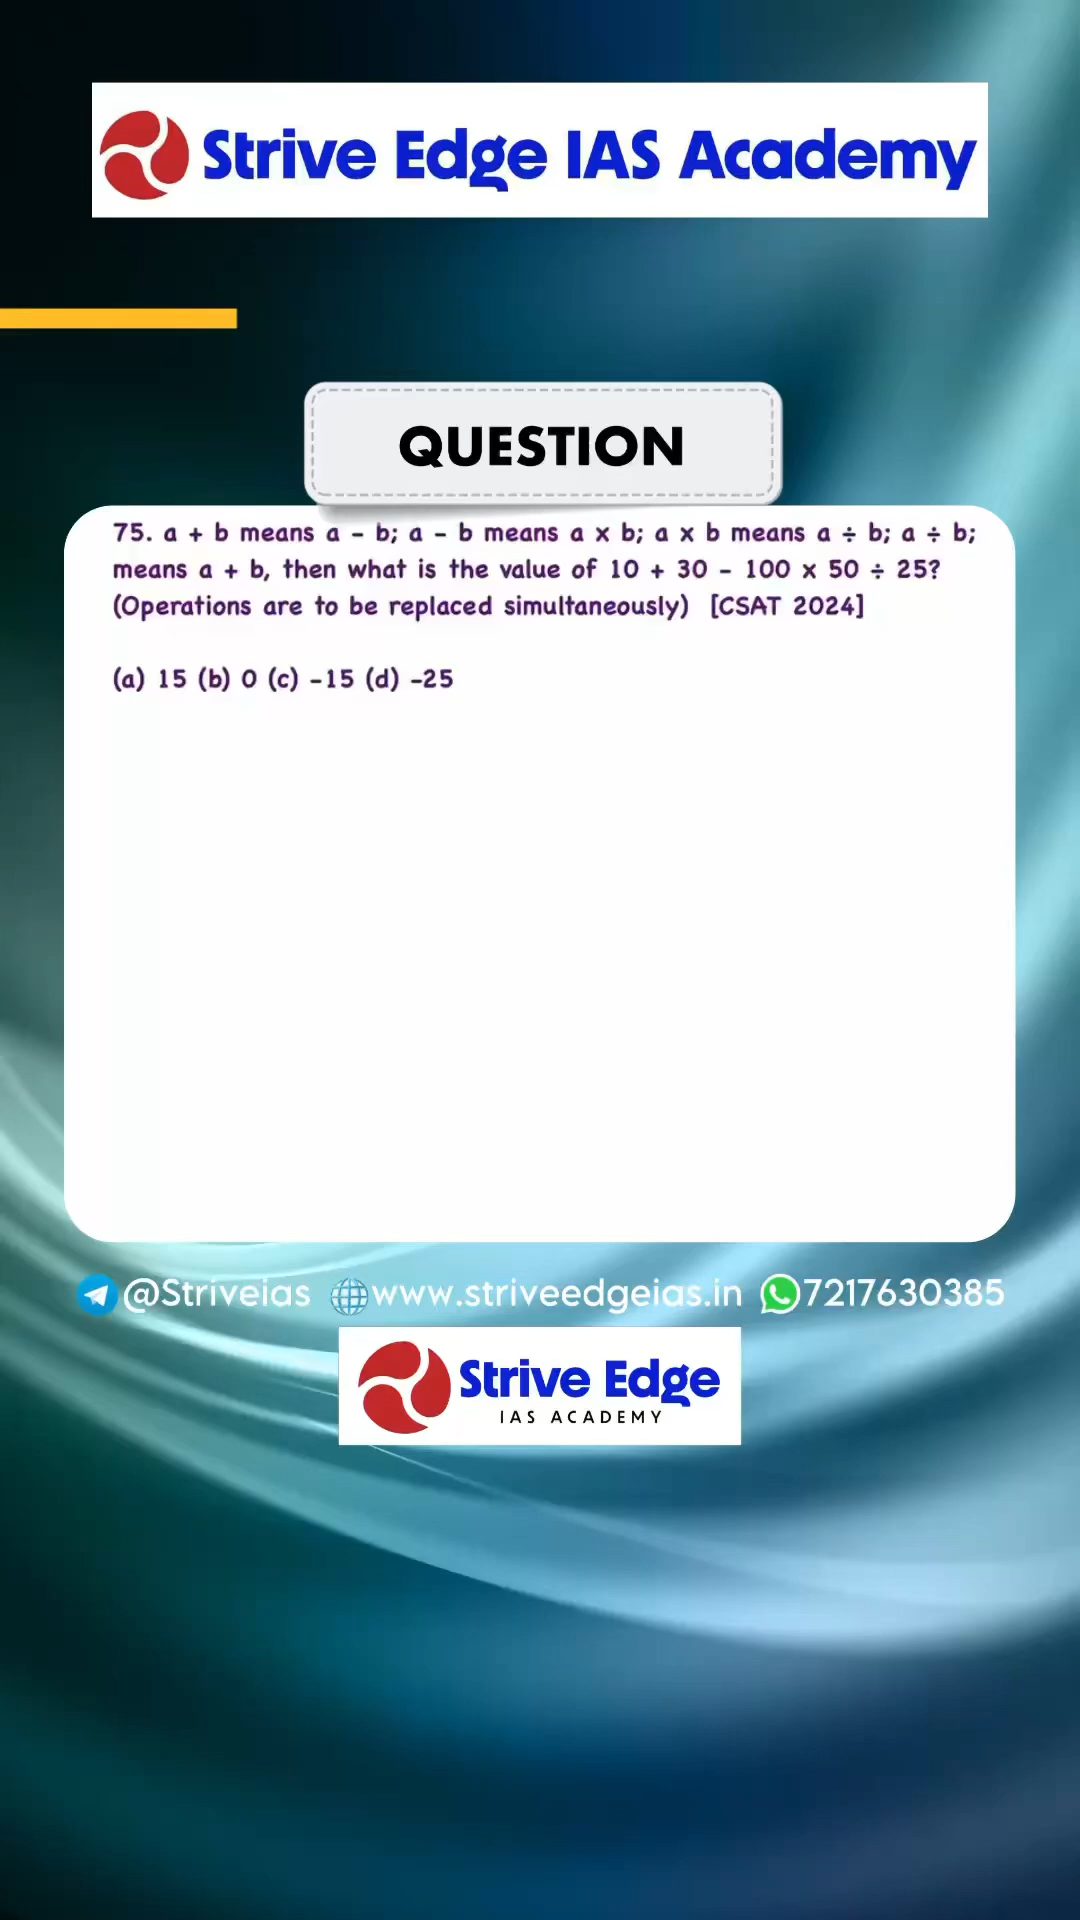 Strive Edge IAS Academy
QUESTION
75. a + b means a - b; a - b means a x b; a x b means a ÷ b; a ÷ b;
means a + b, then what is the value of 10 + 30 - 100 x 50 ÷ 25?
(Operations are to be replaced simultaneously) [CSAT 2024]
(a) 15 (b) 0 (c) -15 (d) -25
@Striveias www.striveedgeias.in 7217630385
Strive Edge
IAS ACADEMY